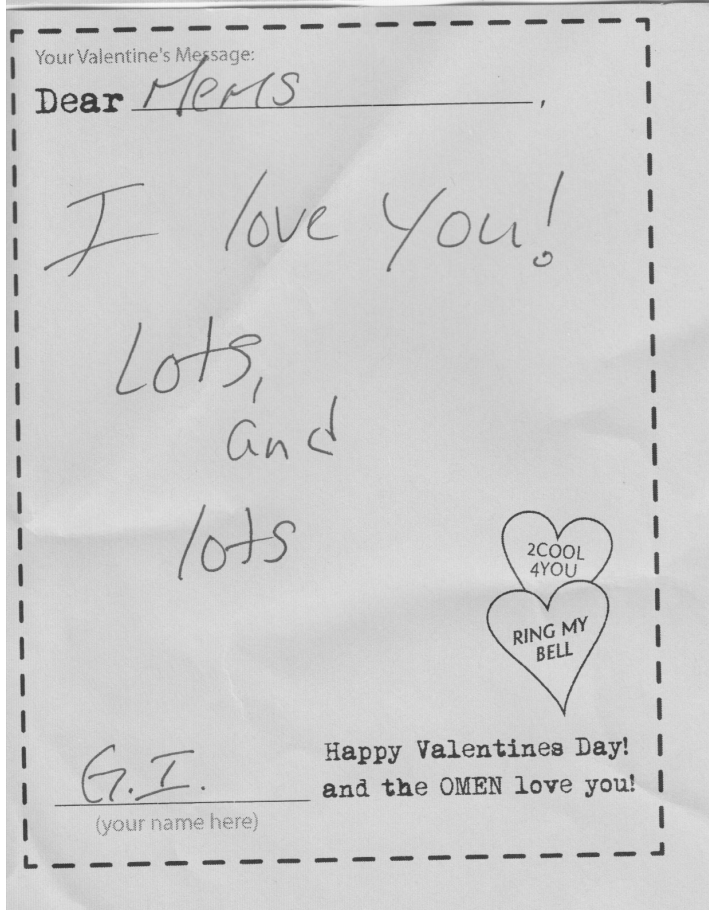 Your Valentine's Message:
Dear Mems,
I love You!
Lots,
and
lots
2COOL
4YOU
RING MY
BELL
G.I.
Happy Valentines Day!
(your name here)
and the OMEN love you!